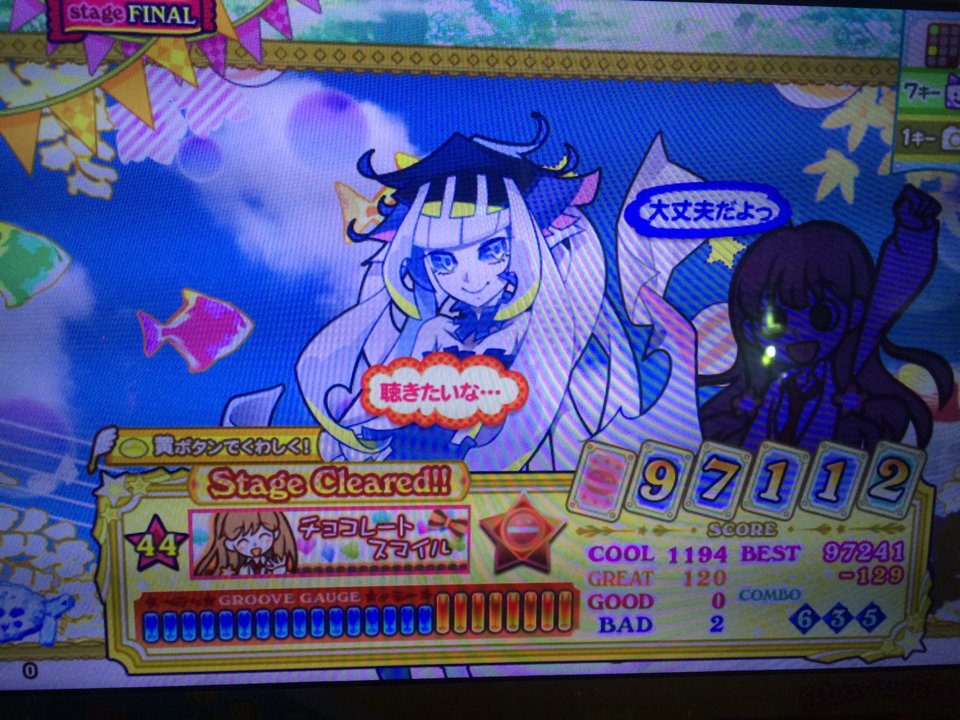 stage FINAL
7キー
1キー
大丈夫だよっ
聴きたいな…
黄ボタンでくわしく!
Stage Cleared!!
97112
SCORE
44
チョコレート
スマイル
COOL 1194 BEST 97241
-129
GREAT 120
GROOVE GAUGE
GOOD 0 COMBO
BAD 2 635
0